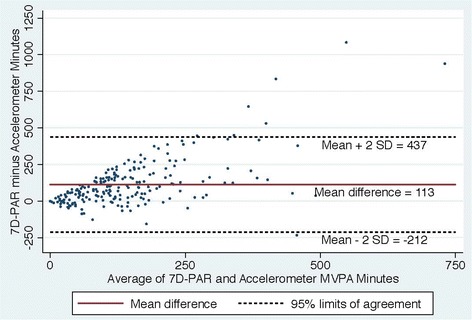 1250
1000
750
500
250
0
-250
7D-PAR minus Accelerometer Minutes
Mean + 2 SD = 437
Mean difference = 113
Mean - 2 SD = -212
0
250
500
750
Average of 7D-PAR and Accelerometer MVPA Minutes
Mean difference
95% limits of agreement